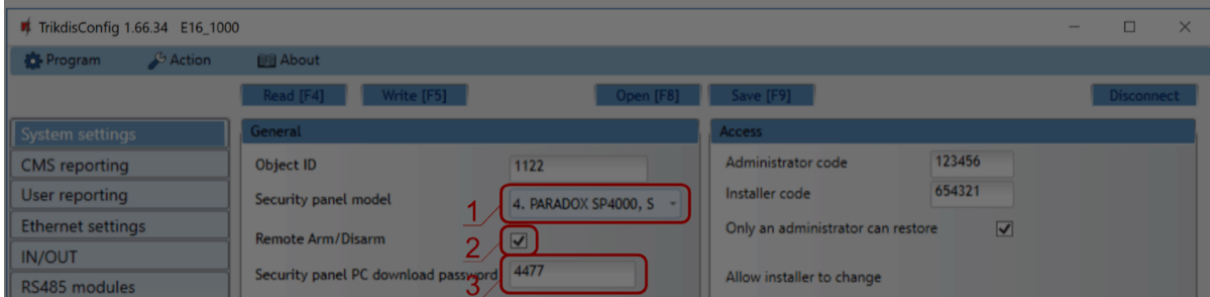 TrikdisConfig 1.66.34 E16_1000
Program Action About
Read [F4] Write [F5] Open [F8] Save [F9] Disconnect
System settings
CMS reporting
User reporting
Ethernet settings
IN/OUT
RS485 modules
General
Object ID 1122
Security panel model 1 4. PARADOX SP4000, S
Remote Arm/Disarm 2
Security panel PC download password 3 4477
Access
Administrator code 123456
Installer code 654321
Only an administrator can restore
Allow installer to change